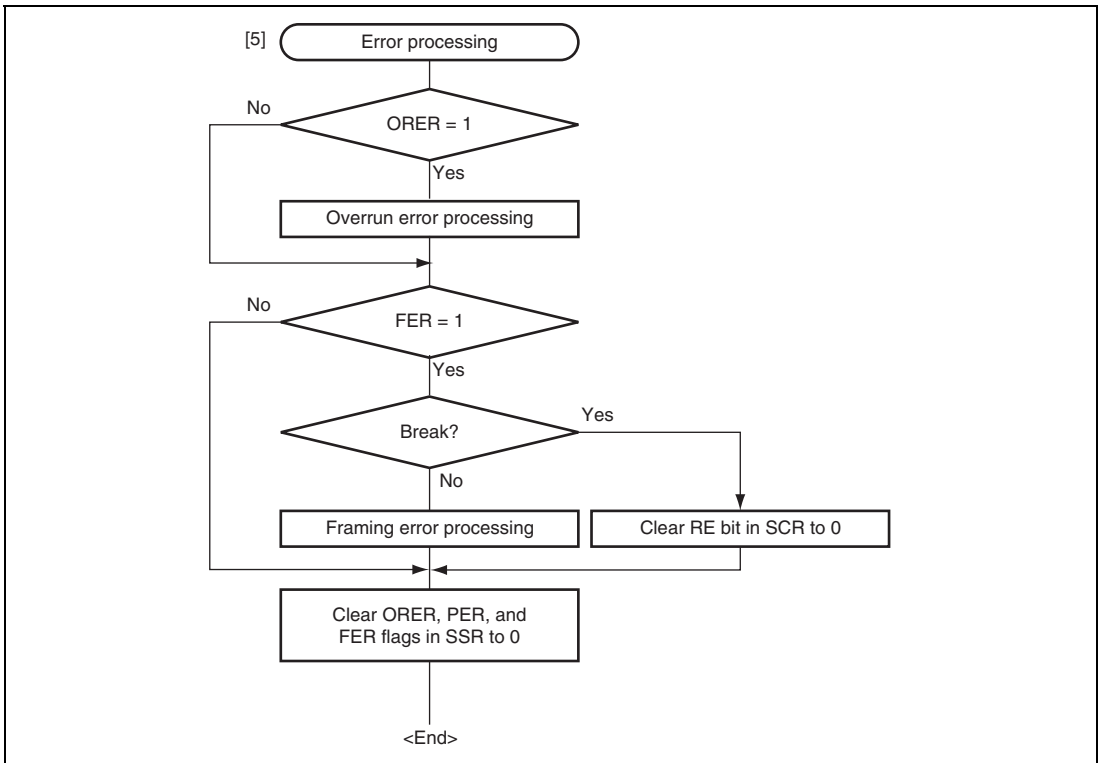 [5] Error processing
No
ORER = 1
Yes
Overrun error processing
No
FER = 1
Yes
Break?
Yes
No
Framing error processing
Clear RE bit in SCR to 0
Clear ORER, PER, and
FER flags in SSR to 0
<End>